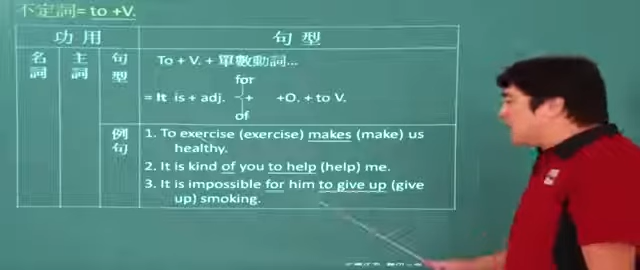 不定詞= to +V.
功 用 句 型
名詞 主詞 句型 To + V. + 單數動詞...
for
= It is + adj. + +O. + to V.
of
例句 1. To exercise (exercise) makes (make) us
healthy.
2. It is kind of you to help (help) me.
3. It is impossible for him to give up (give
up) smoking.